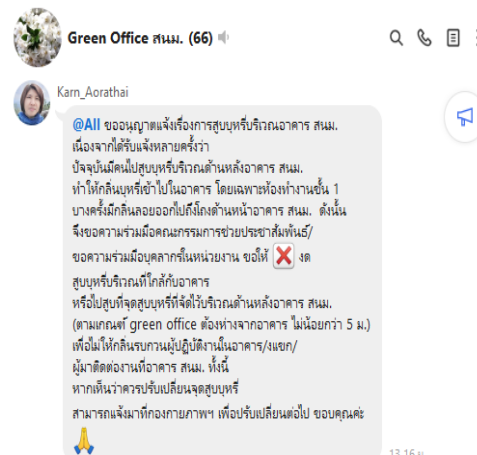 Green Office สนม. (66)
Karn_Aorathai
@All ขออนุญาตแจ้งเรื่องการสูบบุหรี่บริเวณอาคาร สนม.
เนื่องจากได้รับแจ้งหลายครั้งว่า
ปัจจุบันมีคนไปสูบบุหรี่บริเวณด้านหลังอาคาร สนม.
ทำให้กลิ่นบุหรี่เข้าไปในอาคาร โดยเฉพาะห้องทำงานชั้น 1
บางครั้งมีกลิ่นลอยออกไปถึงโถงด้านหน้าอาคาร สนม. ดังนั้น
จึงขอความร่วมมือคณะกรรมการช่วยประชาสัมพันธ์/
ขอความร่วมมือบุคลากรในหน่วยงาน ขอให้ ❌ งด
สูบบุหรี่บริเวณที่ใกล้กับอาคาร
หรือไปสูบที่จุดสูบบุหรี่ที่จัดไว้บริเวณด้านหลังอาคาร สนม.
(ตามเกณฑ์ green office ต้องห่างจากอาคาร ไม่น้อยกว่า 5 ม.)
เพื่อไม่ให้กลิ่นรบกวนผู้ปฏิบัติงานในอาคาร/งแขก/
ผู้มาติดต่องานที่อาคาร สนม. ทั้งนี้
หากเห็นว่าควรปรับเปลี่ยนจุดสูบบุหรี่
สามารถแจ้งมาที่กองกายภาพฯ เพื่อปรับเปลี่ยนต่อไป ขอบคุณค่ะ
🙏
13.16 น.